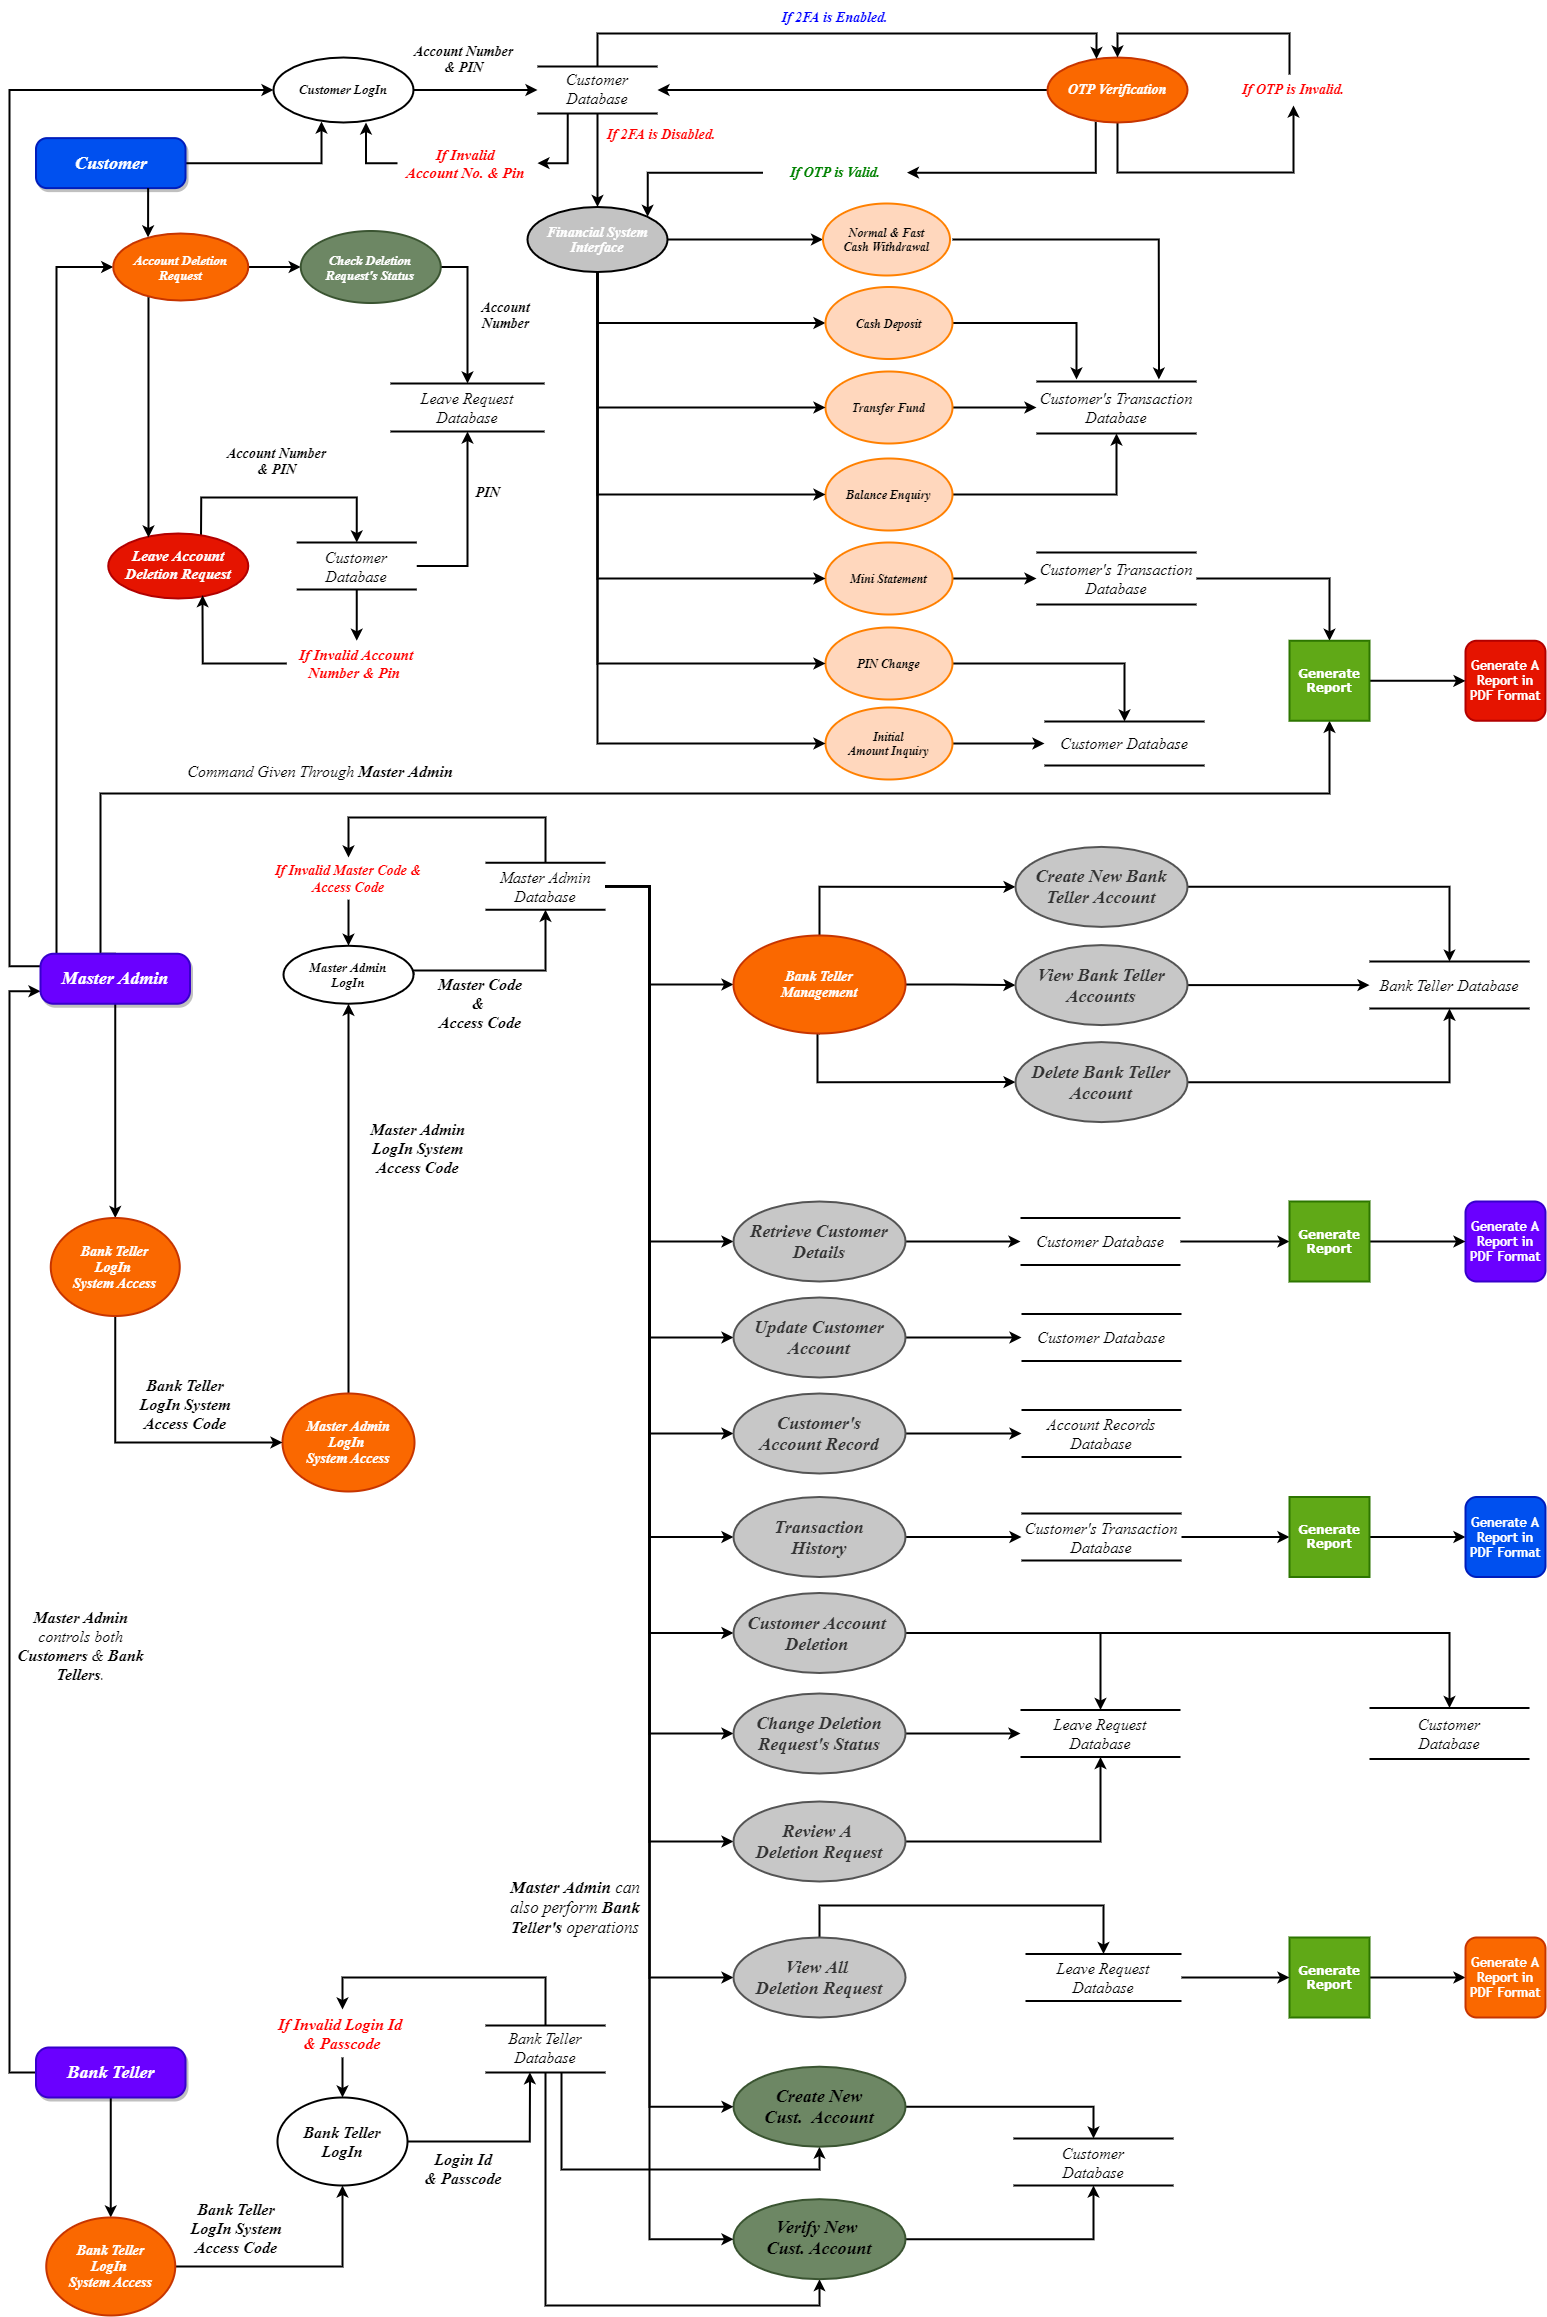 If 2FA is Enabled.
Account Number
& PIN
Customer LogIn
Customer
Database
OTP Verification
If OTP is Invalid.
If 2FA is Disabled.
Customer
If Invalid
Account No. & Pin
If OTP is Valid.
Financial System
Interface
Normal & Fast
Cash Withdrawal
Account Deletion
Request
Check Deletion
Request's Status
Account
Number
Cash Deposit
Leave Request
Database
Transfer Fund
Customer's Transaction
Database
Account Number
& PIN
PIN
Balance Enquiry
Leave Account
Deletion Request
Customer
Database
Mini Statement
Customer's Transaction
Database
If Invalid Account
Number & Pin
PIN Change
Generate
Report
Generate A
Report in
PDF Format
Initial
Amount Inquiry
Customer Database
Command Given Through Master Admin
If Invalid Master Code &
Access Code
Master Admin
Database
Create New Bank
Teller Account
Master Admin
Master Admin
LogIn
Master Code
&
Access Code
Bank Teller
Management
View Bank Teller
Accounts
Bank Teller Database
Delete Bank Teller
Account
Master Admin
LogIn System
Access Code
Bank Teller
LogIn
System Access
Retrieve Customer
Details
Customer Database
Generate
Report
Generate A
Report in
PDF Format
Update Customer
Account
Customer Database
Bank Teller
LogIn System
Access Code
Master Admin
LogIn
System Access
Customer's
Account Record
Account Records
Database
Transaction
History
Customer's Transaction
Database
Generate
Report
Generate A
Report in
PDF Format
Master Admin
controls both
Customers & Bank
Tellers.
Customer Account
Deletion
Change Deletion
Request's Status
Leave Request
Database
Customer
Database
Review A
Deletion Request
Master Admin can
also perform Bank
Teller's operations
View All
Deletion Request
Leave Request
Database
Generate
Report
Generate A
Report in
PDF Format
If Invalid Login Id
& Passcode
Bank Teller
Database
Bank Teller
Create New
Cust. Account
Bank Teller
LogIn
Login Id
& Passcode
Customer
Database
Bank Teller
LogIn System
Access Code
Verify New
Cust. Account
Bank Teller
LogIn
System Access